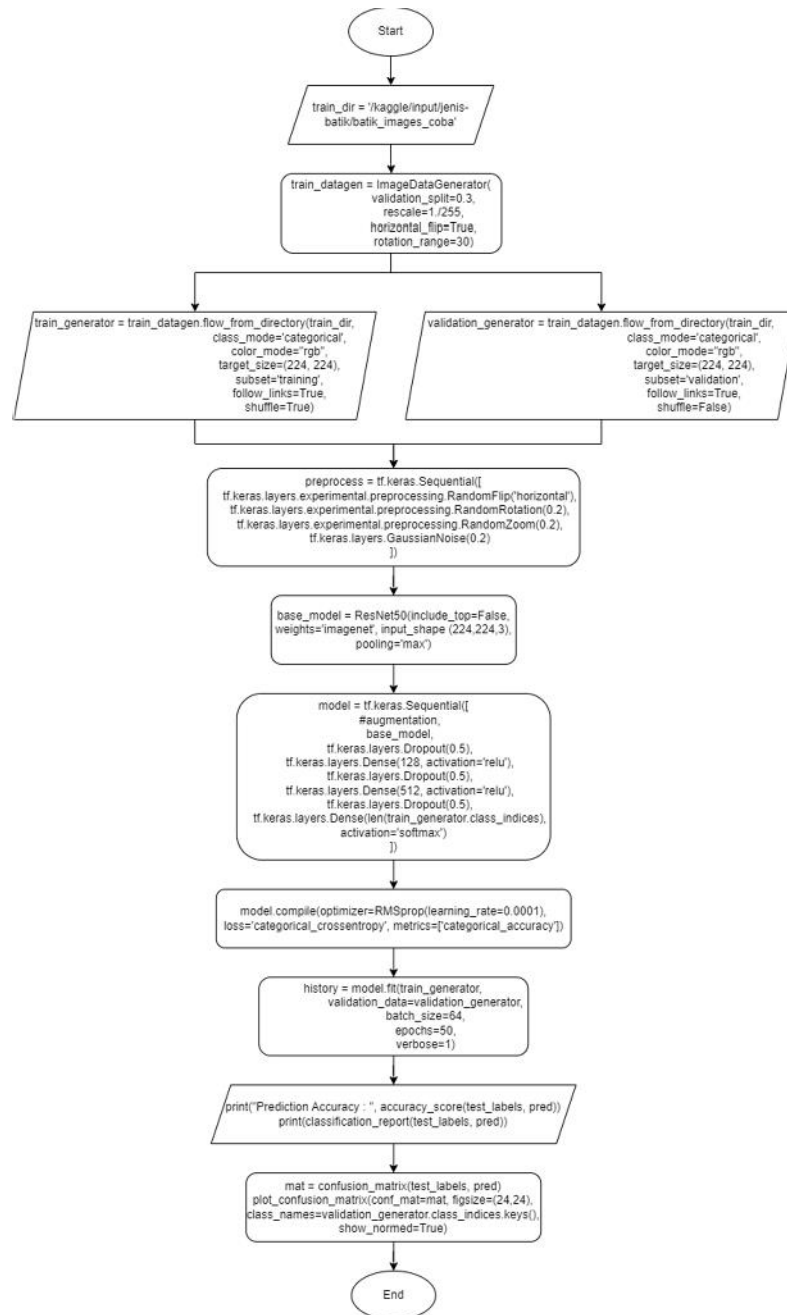 Start
train_dir = '/kaggle/input/jenis-
batik/batik_images_coba'
train_datagen = ImageDataGenerator(
validation_split=0.3,
rescale=1./255,
horizontal_flip=True,
rotation_range=30)
train_generator = train_datagen.flow_from_directory(train_dir,
class_mode='categorical',
color_mode="rgb",
target_size=(224, 224),
subset='training',
follow_links=True,
shuffle=True)
validation_generator = train_datagen.flow_from_directory(train_dir,
class_mode='categorical',
color_mode="rgb",
target_size=(224, 224),
subset='validation',
follow_links=True,
shuffle=False)
preprocess = tf.keras.Sequential([
tf.keras.layers.experimental.preprocessing.RandomFlip('horizontal'),
tf.keras.layers.experimental.preprocessing.RandomRotation(0.2),
tf.keras.layers.experimental.preprocessing.RandomZoom(0.2),
tf.keras.layers.GaussianNoise(0.2)
])
base_model = ResNet50(include_top=False,
weights='imagenet', input_shape (224,224,3),
pooling='max')
model = tf.keras.Sequential([
#augmentation,
base_model,
tf.keras.layers.Dropout(0.5),
tf.keras.layers.Dense(128, activation='relu'),
tf.keras.layers.Dropout(0.5),
tf.keras.layers.Dense(512, activation='relu'),
tf.keras.layers.Dropout(0.5),
tf.keras.layers.Dense(len(train_generator.class_indices),
activation='softmax')
])
model.compile(optimizer=RMSprop(learning_rate=0.0001),
loss='categorical_crossentropy', metrics=['categorical_accuracy'])
history = model.fit(train_generator,
validation_data=validation_generator,
batch_size=64,
epochs=50,
verbose=1)
print("Prediction Accuracy : ", accuracy_score(test_labels, pred))
print(classification_report(test_labels, pred))
mat = confusion_matrix(test_labels, pred)
plot_confusion_matrix(conf_mat=mat, figsize=(24,24),
class_names=validation_generator.class_indices.keys(),
show_normed=True)
End